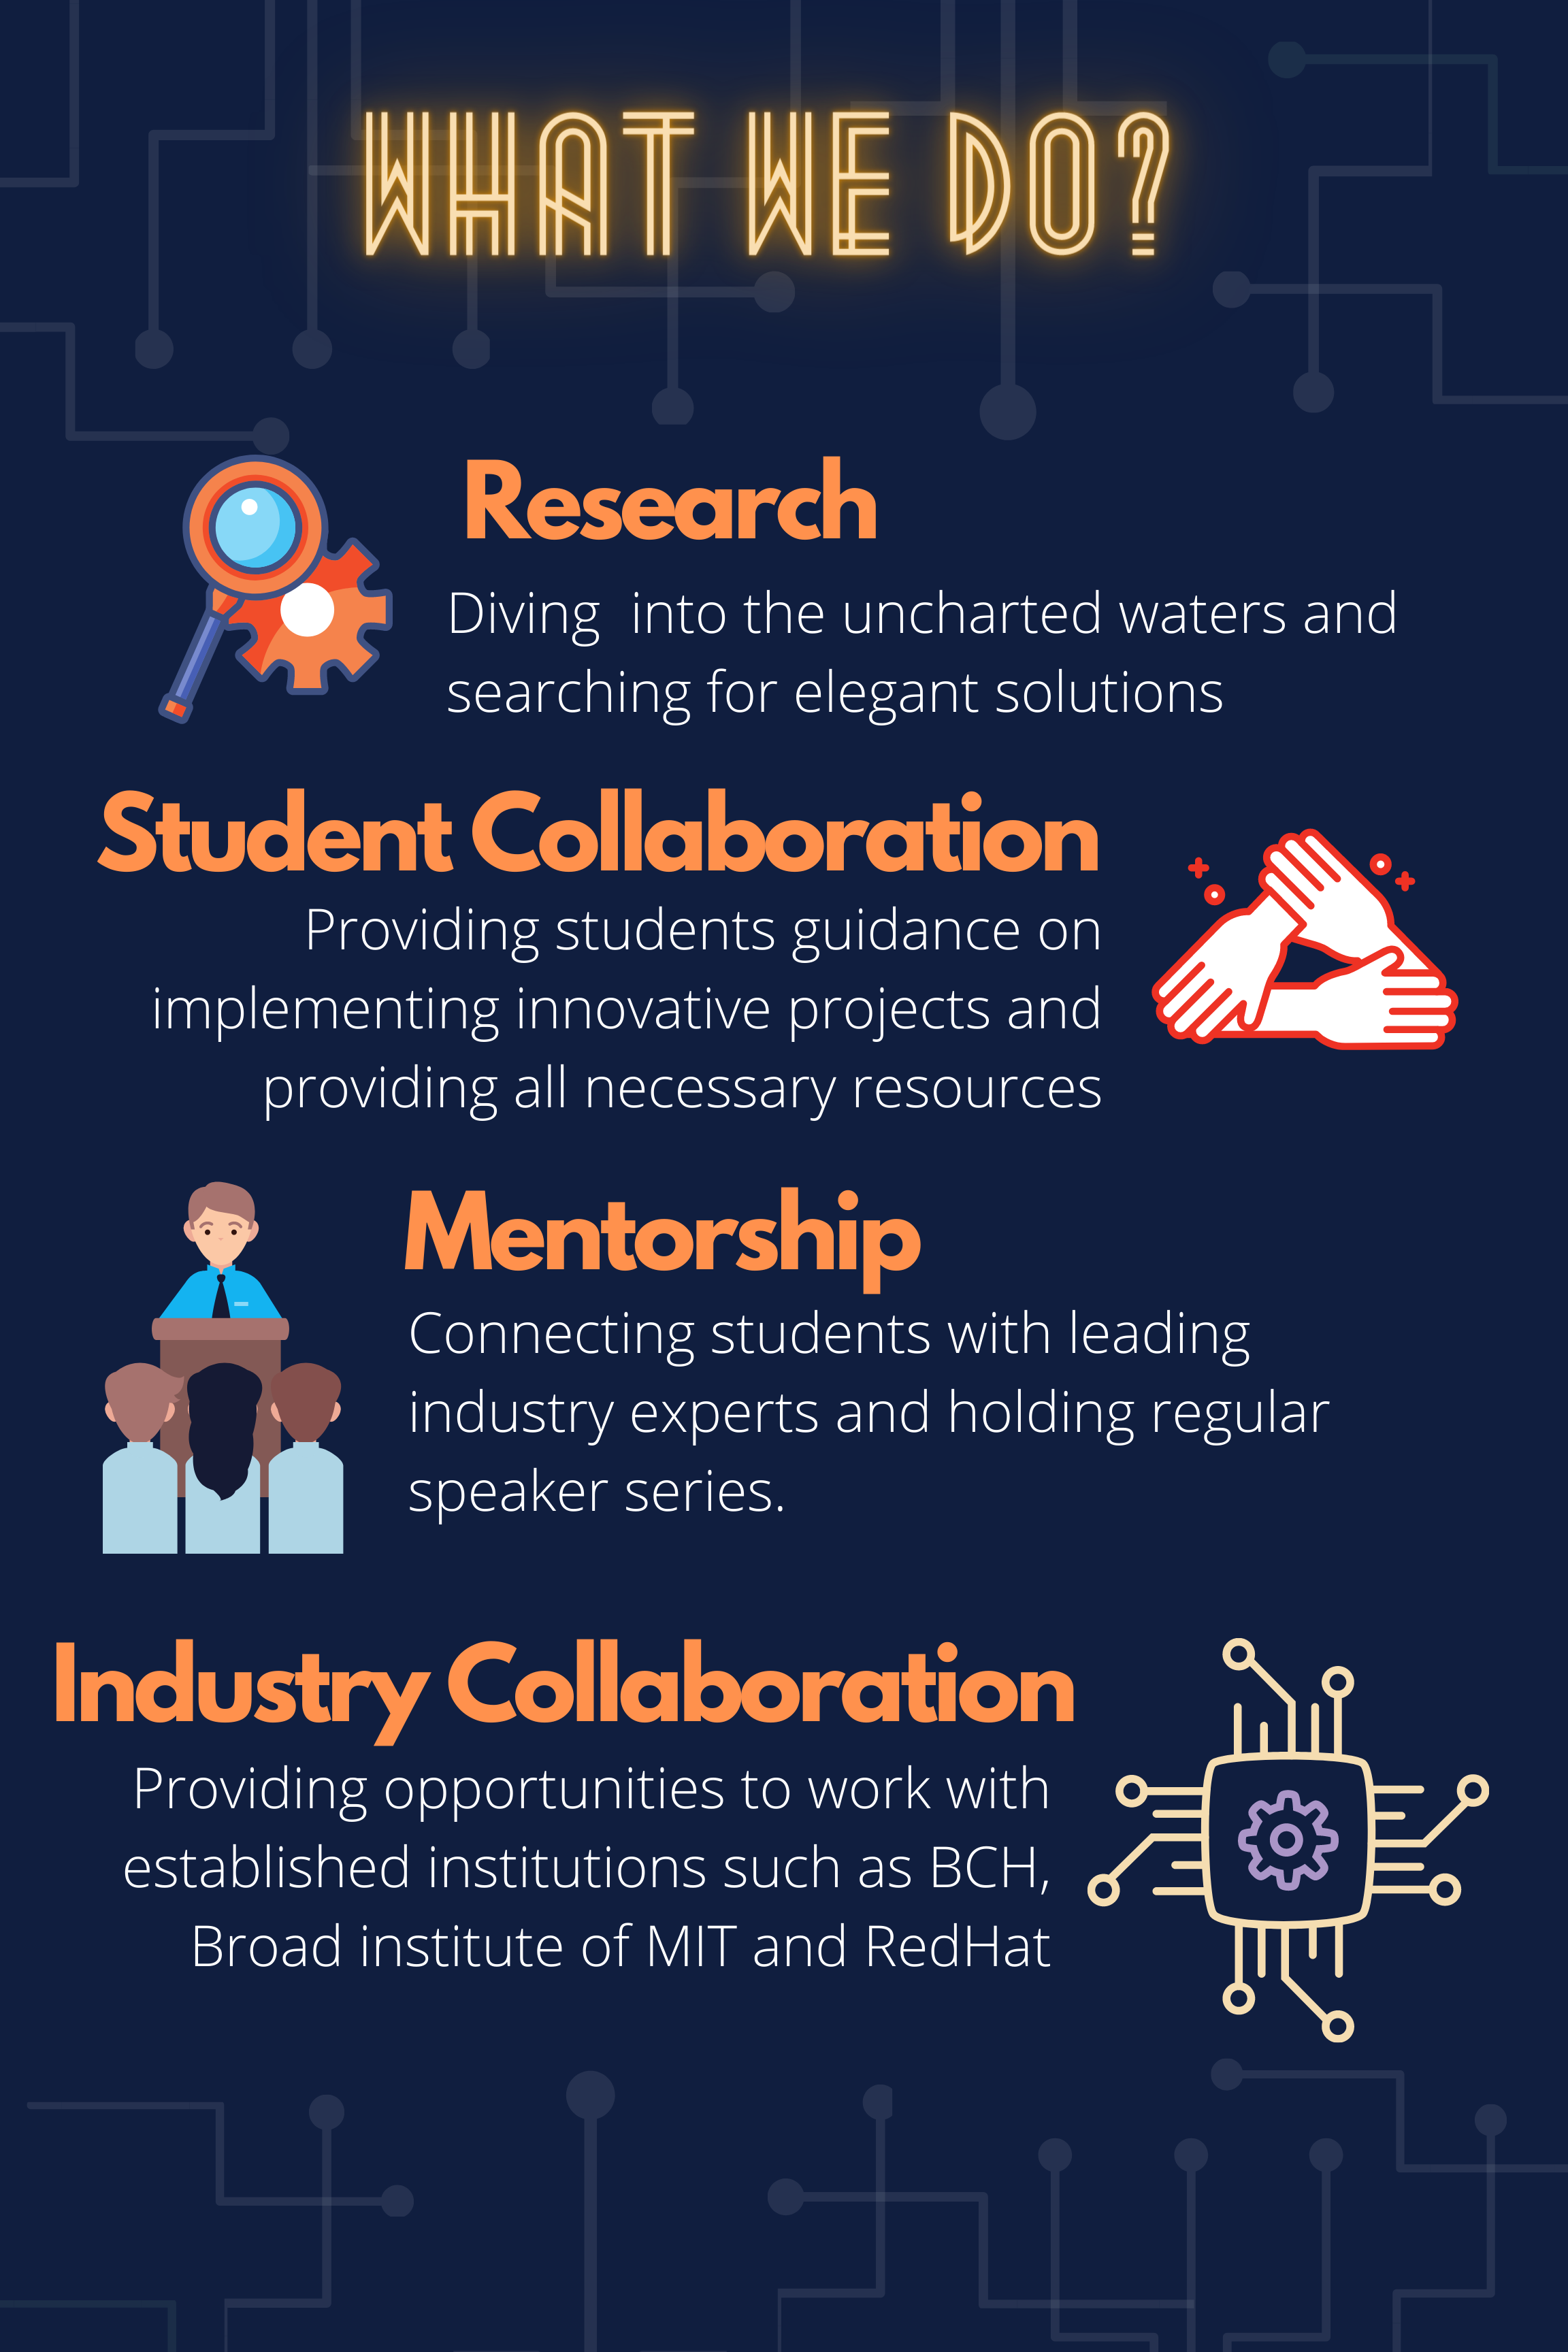 WHAT WE DO?
Research
Diving  into the uncharted waters and
searching for elegant solutions
Student Collaboration
Providing students guidance on
implementing innovative projects and
providing all necessary resources
Mentorship
Connecting students with leading
industry experts and holding regular
speaker series.
Industry Collaboration
Providing opportunities to work with
established institutions such as BCH,
Broad institute of MIT and RedHat